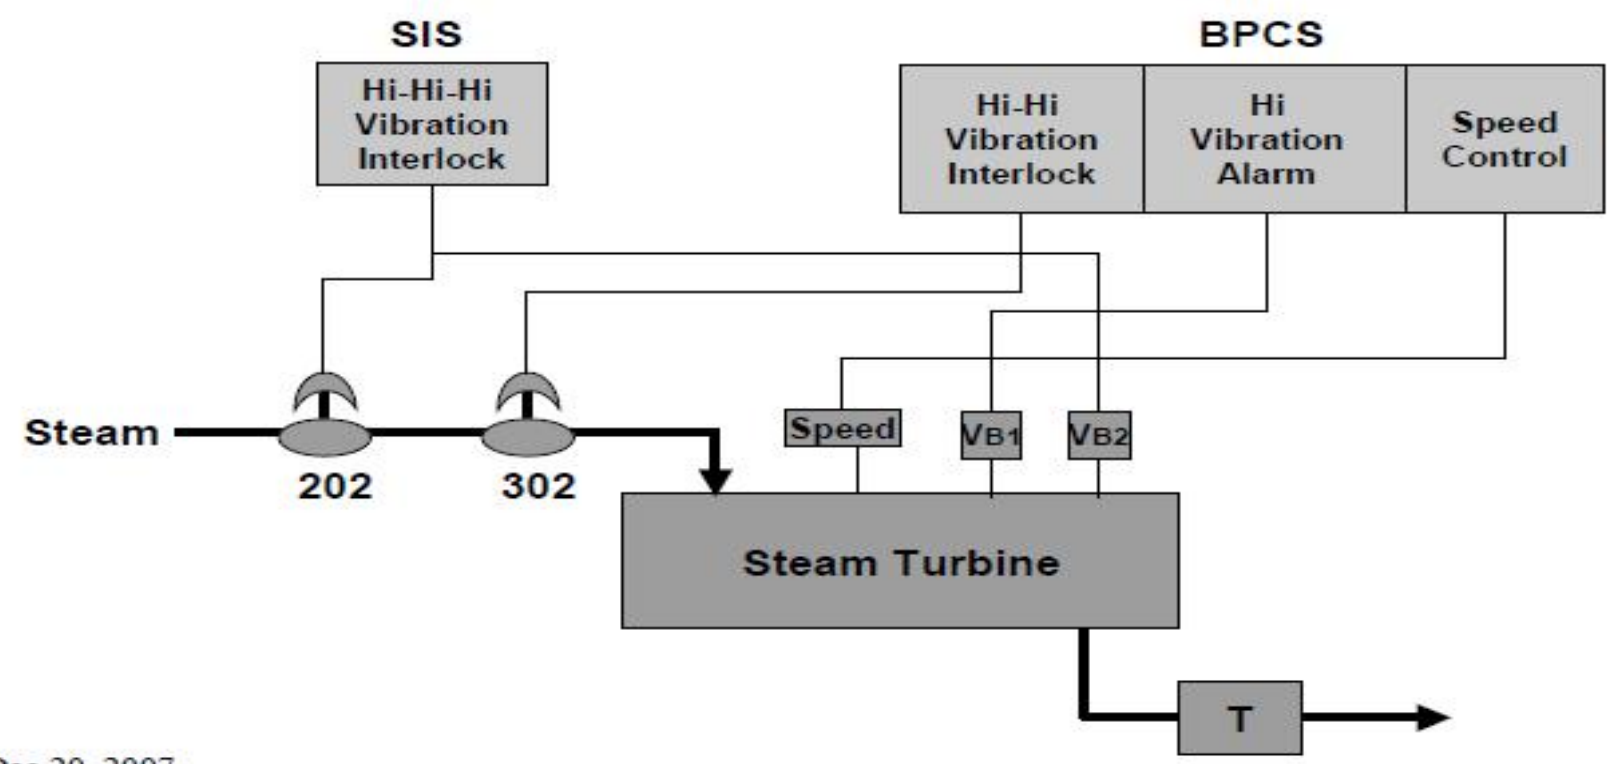 SIS
BPCS
Hi-Hi-Hi
Vibration
Interlock
Hi-Hi
Vibration
Interlock
Hi
Vibration
Alarm
Speed
Control
Steam
202
302
Speed
VB1
VB2
Steam Turbine
T